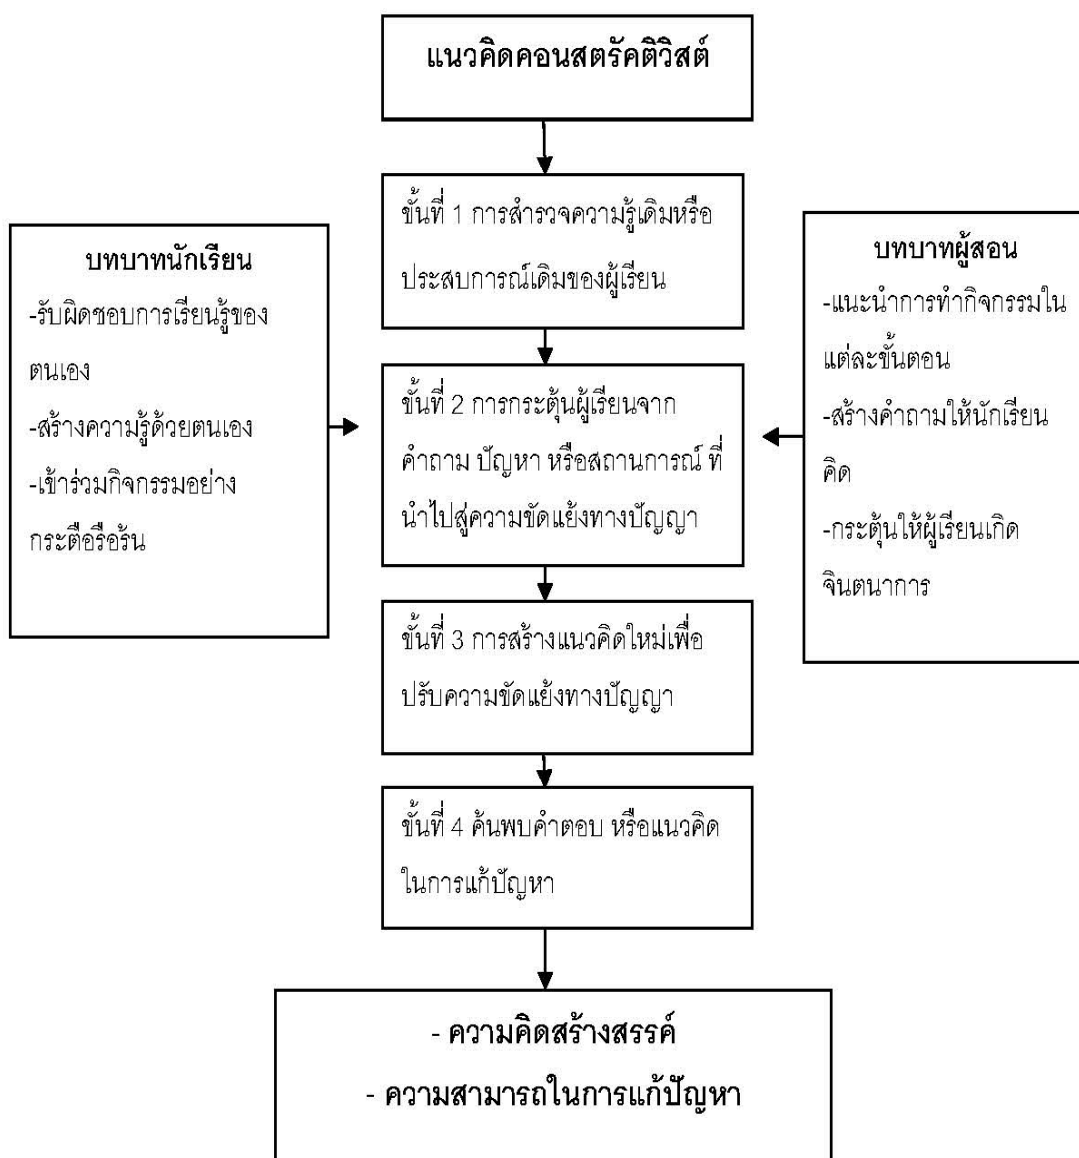 แนวคิดคอนสตรัคติวิสต์
ขั้นที่ 1 การสำรวจความรู้เดิมหรือ
ประสบการณ์เดิมของผู้เรียน
บทบาทนักเรียน
-รับผิดชอบการเรียนรู้ของ
ตนเอง
-สร้างความรู้ด้วยตนเอง
-เข้าร่วมกิจกรรมอย่าง
กระตือรือร้น
ขั้นที่ 2 การกระตุ้นผู้เรียนจาก
คำถาม ปัญหา หรือสถานการณ์ ที่
นำไปสู่ความขัดแย้งทางปัญญา
บทบาทผู้สอน
-แนะนำการทำกิจกรรมใน
แต่ละขั้นตอน
-สร้างคำถามให้นักเรียน
คิด
-กระตุ้นให้ผู้เรียนเกิด
จินตนาการ
ขั้นที่ 3 การสร้างแนวคิดใหม่เพื่อ
ปรับความขัดแย้งทางปัญญา
ขั้นที่ 4 ค้นพบคำตอบ หรือแนวคิด
ในการแก้ปัญหา
- ความคิดสร้างสรรค์
- ความสามารถในการแก้ปัญหา